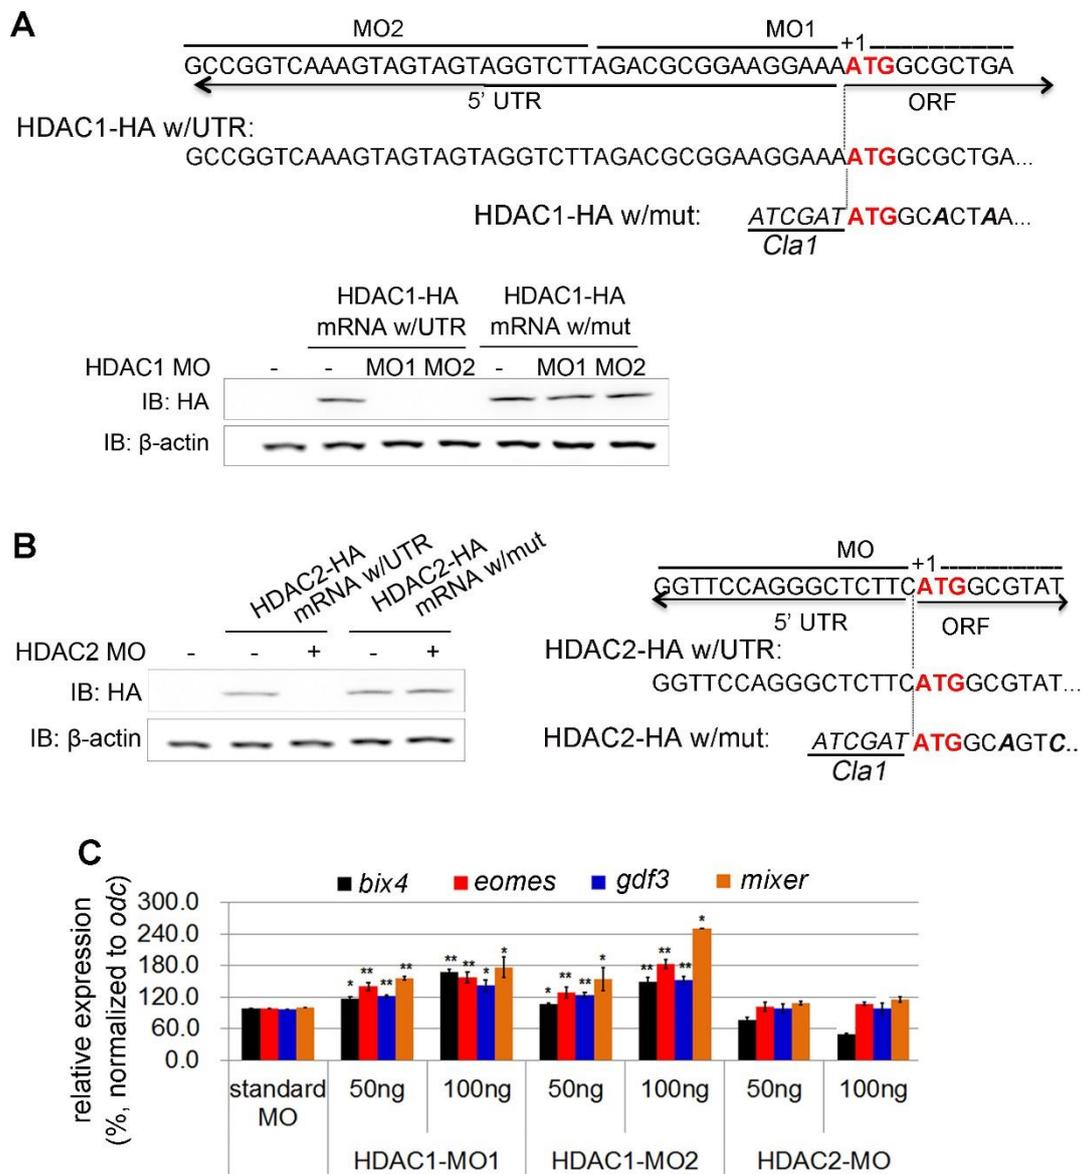 A
MO2 MO1
+1
GCCGGTCAAAGTAGTAGTAGGTCTTAGACGCGGAAGGAAAATGGCGCTGA
5' UTR ORF
HDAC1-HA w/UTR:
GCCGGTCAAAGTAGTAGTAGGTCTTAGACGCGGAAGGAAAATGGCGCTGA...
HDAC1-HA w/mut: ATCGATATGGCACTAA...
Cla1
HDAC1-HA HDAC1-HA
mRNA w/UTR mRNA w/mut
HDAC1 MO - - MO1 MO2 - MO1 MO2
IB: HA
IB: β-actin
B
HDAC2-HA
mRNA w/UTR
HDAC2-HA
mRNA w/mut
HDAC2 MO - - + - +
IB: HA
IB: β-actin
MO
+1
GGTTCCAGGGCTCTTCATGGCGTAT
5' UTR ORF
HDAC2-HA w/UTR:
GGTTCCAGGGCTCTTCATGGCGTAT...
HDAC2-HA w/mut: ATCGATATGGCAGTC..
Cla1
C
bix4 eomes gdf3 mixer
relative expression
(%, normalized to odc)
300.0
240.0
180.0
120.0
60.0
0.0
* ** ** ** ** ** * * * ** ** * ** ** ** *
standard
MO
50ng 100ng 50ng 100ng 50ng 100ng
HDAC1-MO1 HDAC1-MO2 HDAC2-MO